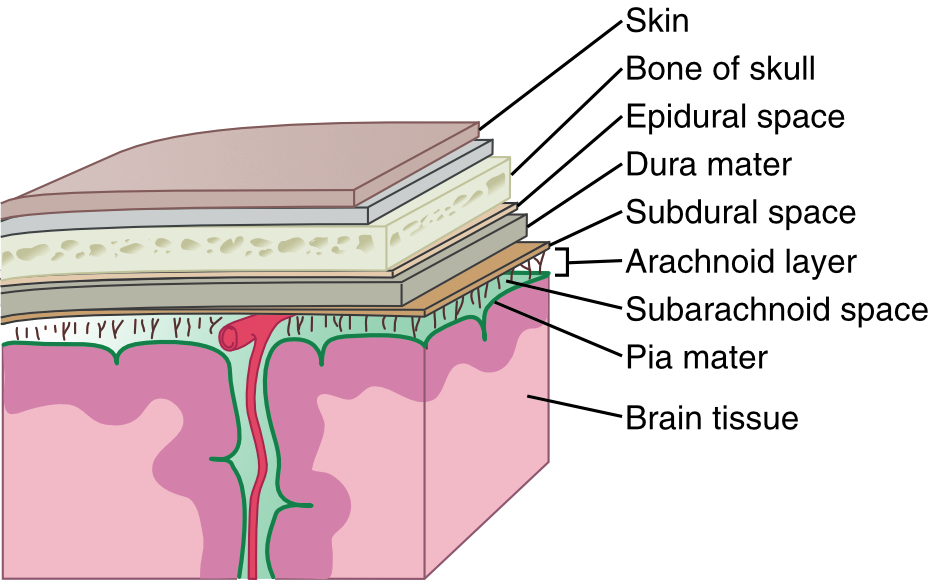 Skin
Bone of skull
Epidural space
Dura mater
Subdural space
Arachnoid layer
Subarachnoid space
Pia mater
Brain tissue